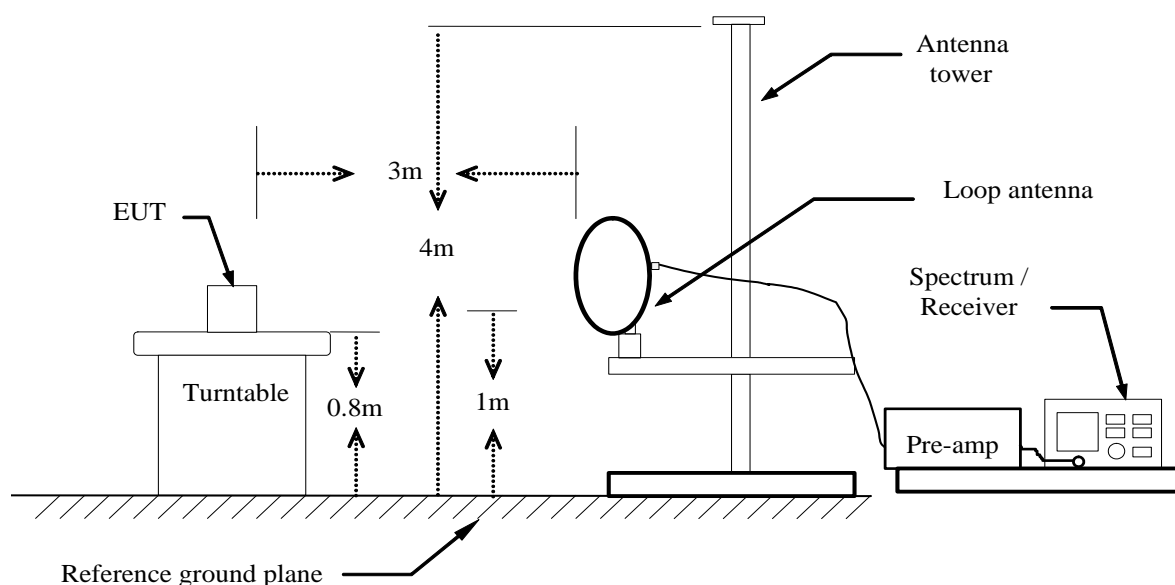 Antenna
tower
3m
Loop antenna
EUT
4m
Spectrum /
Receiver
Turntable
0.8m
1m
Pre-amp
Reference ground plane